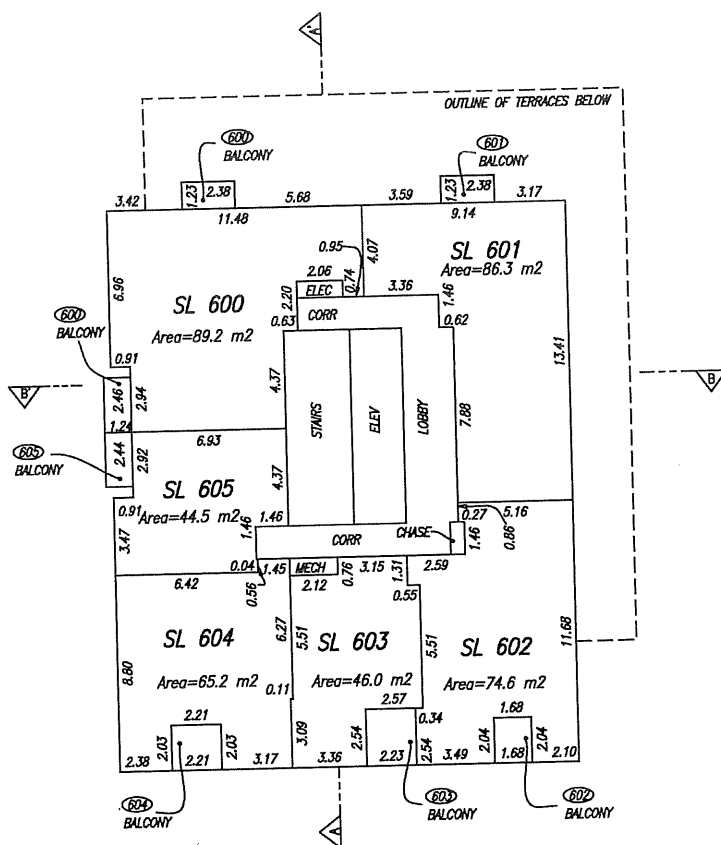 A'
OUTLINE OF TERRACES BELOW
600
BALCONY
601
BALCONY
3.42
1.23
2.38
5.68
3.59
1.23
2.38
3.17
11.48
9.14
0.95
4.07
SL 601
Area=86.3 m2
2.06
0.74
3.36
ELEC
6.96
SL 600
Area=89.2 m2
2.20
0.63
CORR
1.46
0.62
13.41
600
BALCONY
0.91
2.46
2.94
1.24
B'
B
4.37
STAIRS
ELEV
LOBBY
7.88
605
BALCONY
2.44
2.92
6.93
4.37
SL 605
Area=44.5 m2
0.91
3.47
1.46
1.46
CORR
CHASE
0.27
5.16
1.46
0.86
0.04
1.45
MECH
0.76
3.15
1.31
2.59
6.42
0.56
2.12
0.55
6.27
5.51
5.51
SL 604
Area=65.2 m2
SL 603
Area=46.0 m2
SL 602
Area=74.6 m2
11.68
8.80
0.11
2.57
0.34
1.68
2.21
2.03
2.03
3.09
2.54
2.54
2.04
2.04
2.38
2.21
3.17
3.36
2.23
3.49
1.68
2.10
604
BALCONY
A
603
BALCONY
602
BALCONY